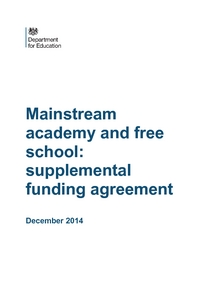 Department
for Education
Mainstream
academy and free
school:
supplemental
funding agreement
December 2014